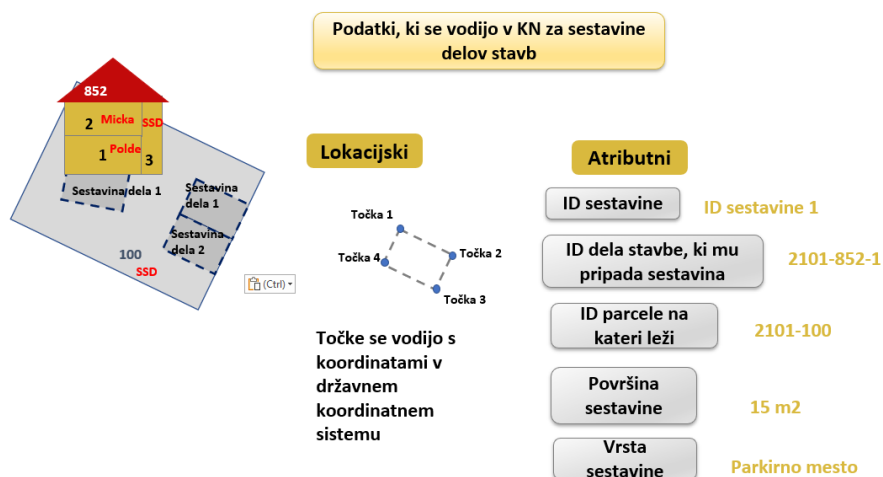 Podatki, ki se vodijo v KN za sestavine
delov stavb
852
2 Micka SSD
1 Polde 3
Sestavina dela 1
Sestavina
dela 1
Sestavina
dela 2
100
SSD
(Ctrl)
Lokacijski
Točka 1
Točka 2
Točka 4
Točka 3
Točke se vodijo s
koordinatami v
državnem
koordinatnem
sistemu
Atributni
ID sestavine
ID sestavine 1
ID dela stavbe, ki mu
pripada sestavina
2101-852-1
ID parcele na
kateri leži
2101-100
Površina
sestavine
15 m2
Vrsta
sestavine
Parkirno mesto